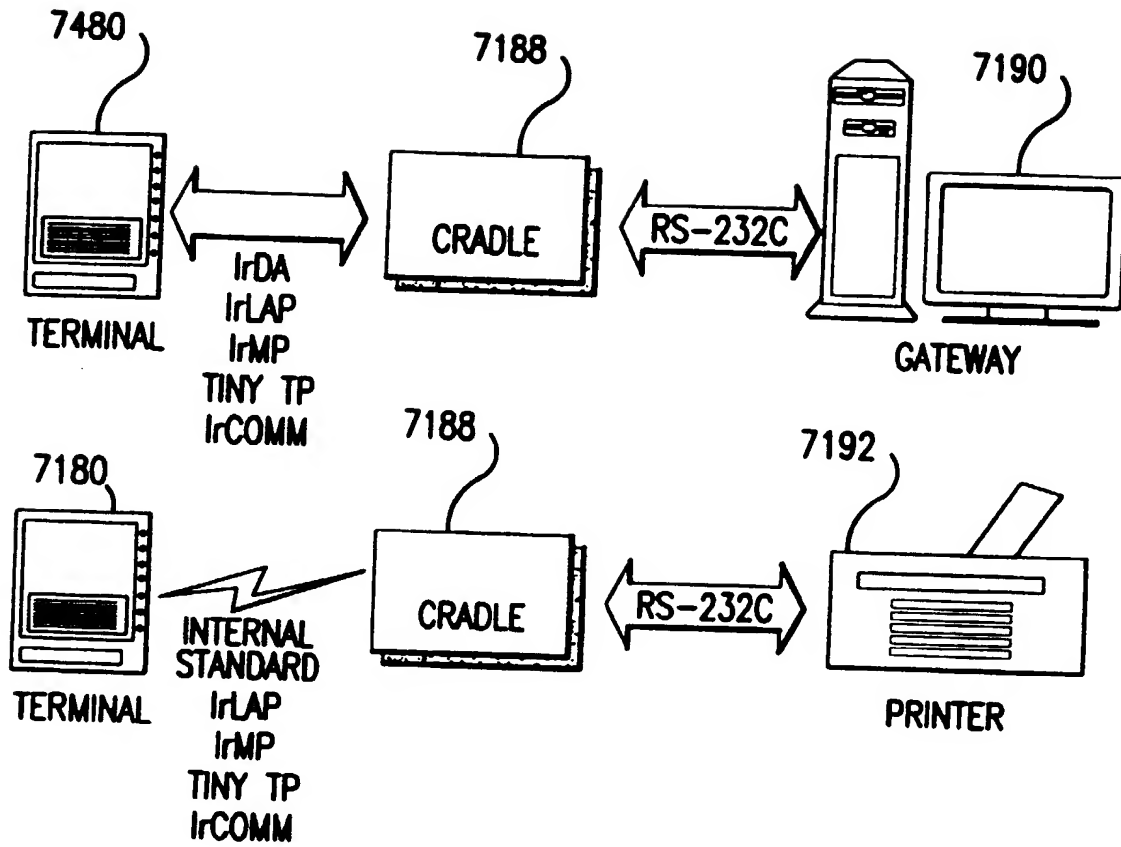 7480
7188
7190
CRADLE
RS-232C
TERMINAL
IrDA
IrLAP
IrMP
TINY TP
IrCOMM
GATEWAY
7180
7188
7192
CRADLE
RS-232C
TERMINAL
INTERNAL
STANDARD
IrLAP
IrMP
TINY TP
IrCOMM
PRINTER